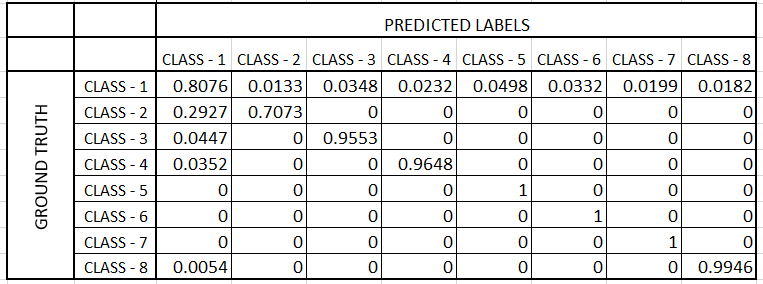 PREDICTED LABELS
CLASS - 1 CLASS - 2 CLASS - 3 CLASS - 4 CLASS - 5 CLASS - 6 CLASS - 7 CLASS - 8
GROUND TRUTH
CLASS - 1 0.8076 0.0133 0.0348 0.0232 0.0498 0.0332 0.0199 0.0182
CLASS - 2 0.2927 0.7073 0 0 0 0 0 0
CLASS - 3 0.0447 0 0.9553 0 0 0 0 0
CLASS - 4 0.0352 0 0 0.9648 0 0 0 0
CLASS - 5 0 0 0 0 1 0 0 0
CLASS - 6 0 0 0 0 0 1 0 0
CLASS - 7 0 0 0 0 0 0 1 0
CLASS - 8 0.0054 0 0 0 0 0 0 0.9946